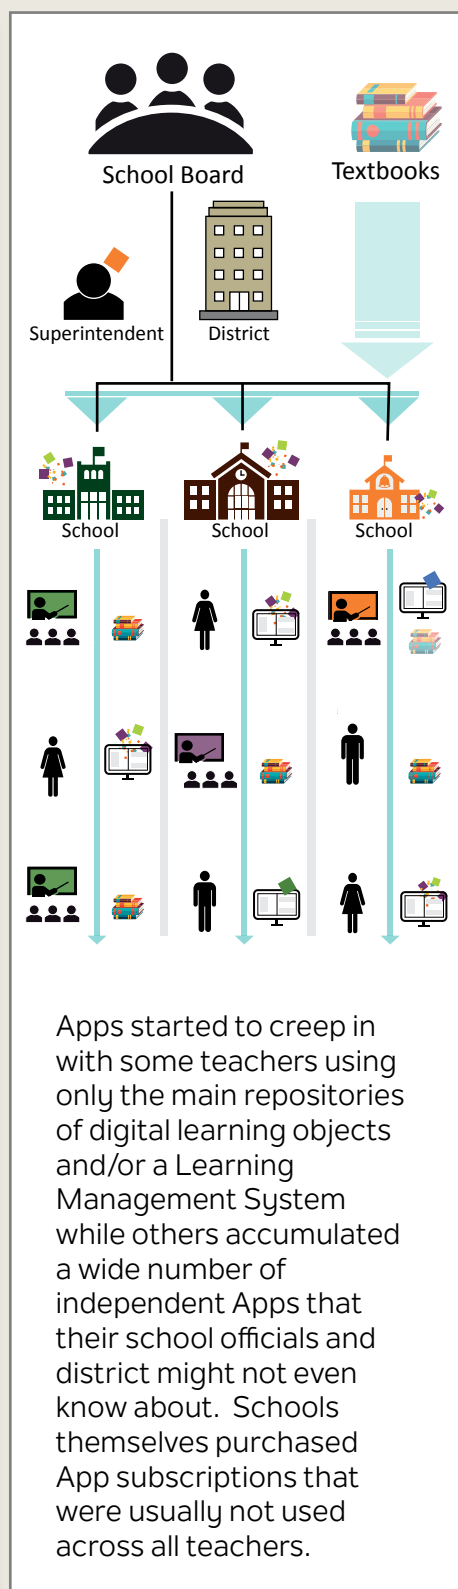 School Board
Textbooks
Superintendent
District
School
School
School
Apps started to creep in
with some teachers using
only the main repositories
of digital learning objects
and/or a Learning
Management System
while others accumulated
a wide number of
independent Apps that
their school officials and
district might not even
know about.  Schools
themselves purchased
App subscriptions that
were usually not used
across all teachers.